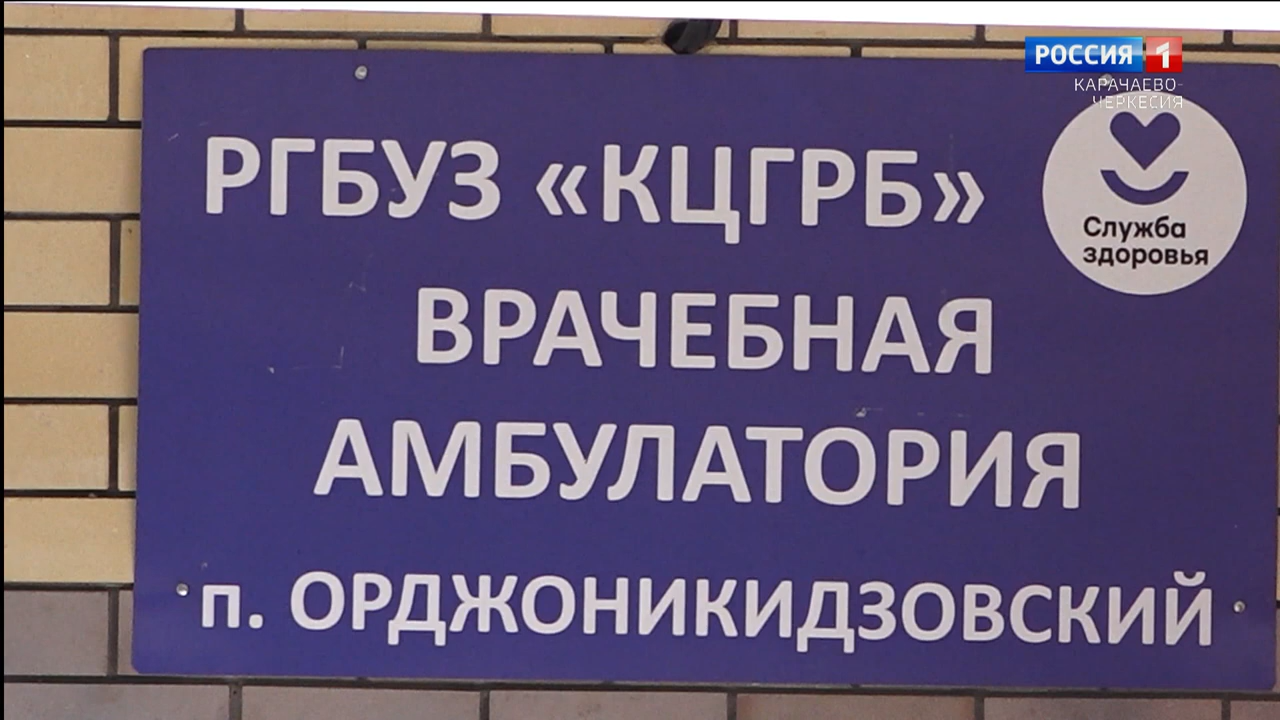 РОССИЯ 1
КАРАЧАЕВО-
ЧЕРКЕСИЯ
РГБУЗ «КЦГРБ»
Служба
здоровья
ВРАЧЕБНАЯ
АМБУЛАТОРИЯ
п. ОРДЖОНИКИДЗОВСКИЙ